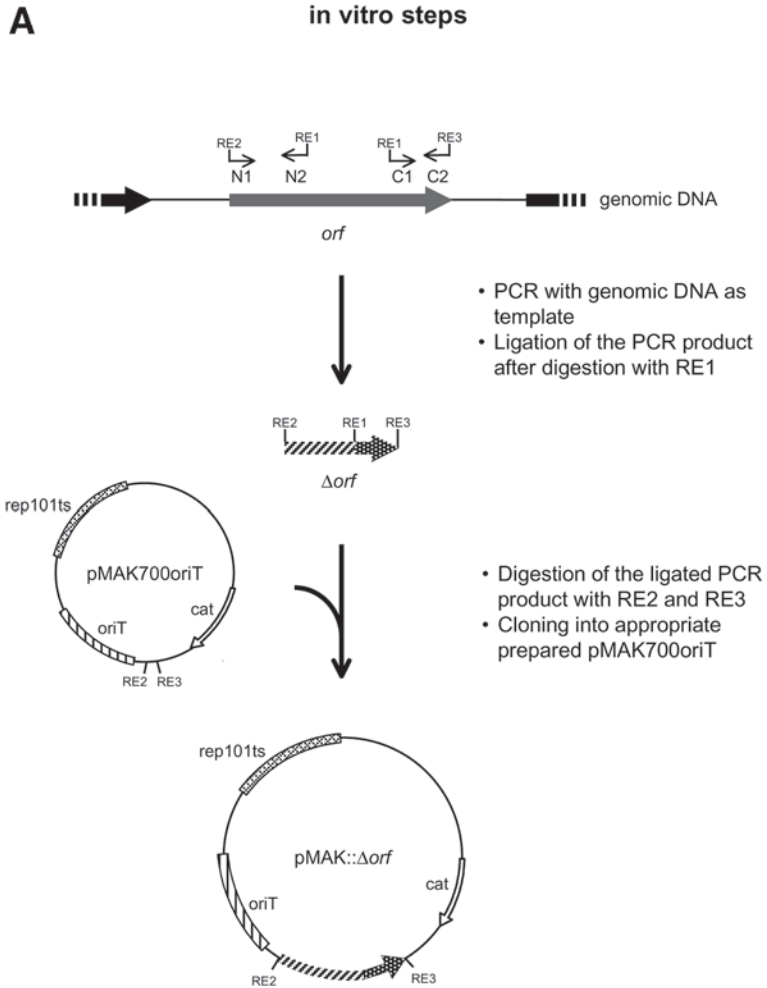 A
in vitro steps
RE2
RE1
RE1
RE3
N1
N2
C1
C2
genomic DNA
orf
• PCR with genomic DNA as
template
• Ligation of the PCR product
after digestion with RE1
RE2
RE1
RE3
Δorf
rep101ts
pMAK700oriT
cat
oriT
RE2
RE3
• Digestion of the ligated PCR
product with RE2 and RE3
• Cloning into appropriate
prepared pMAK700oriT
rep101ts
pMAK::Δorf
cat
oriT
RE2
RE3